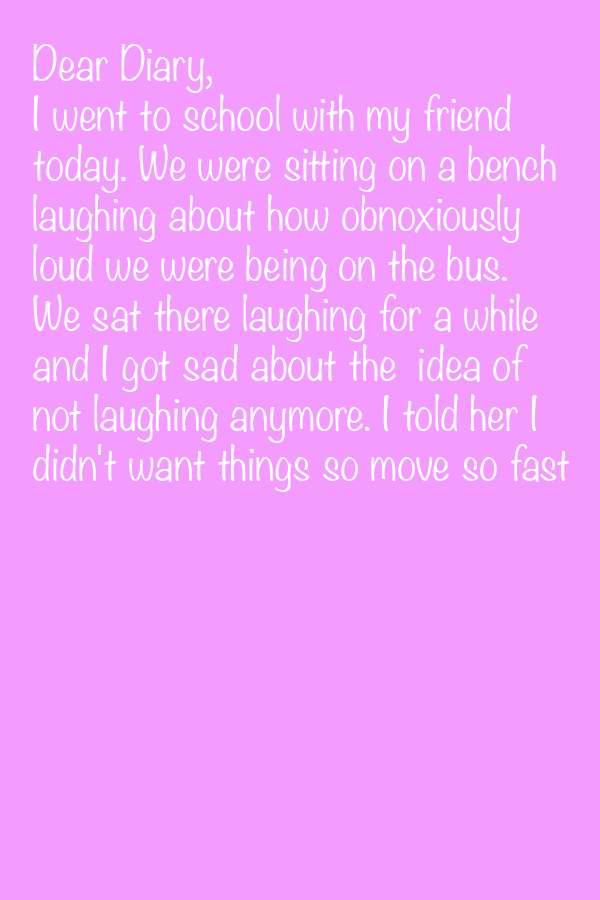 Dear Diary,
I went to school with my friend
today. We were sitting on a bench
laughing about how obnoxiously
loud we were being on the bus.
We sat there laughing for a while
and I got sad about the  idea of
not laughing anymore. I told her I
didn't want things so move so fast